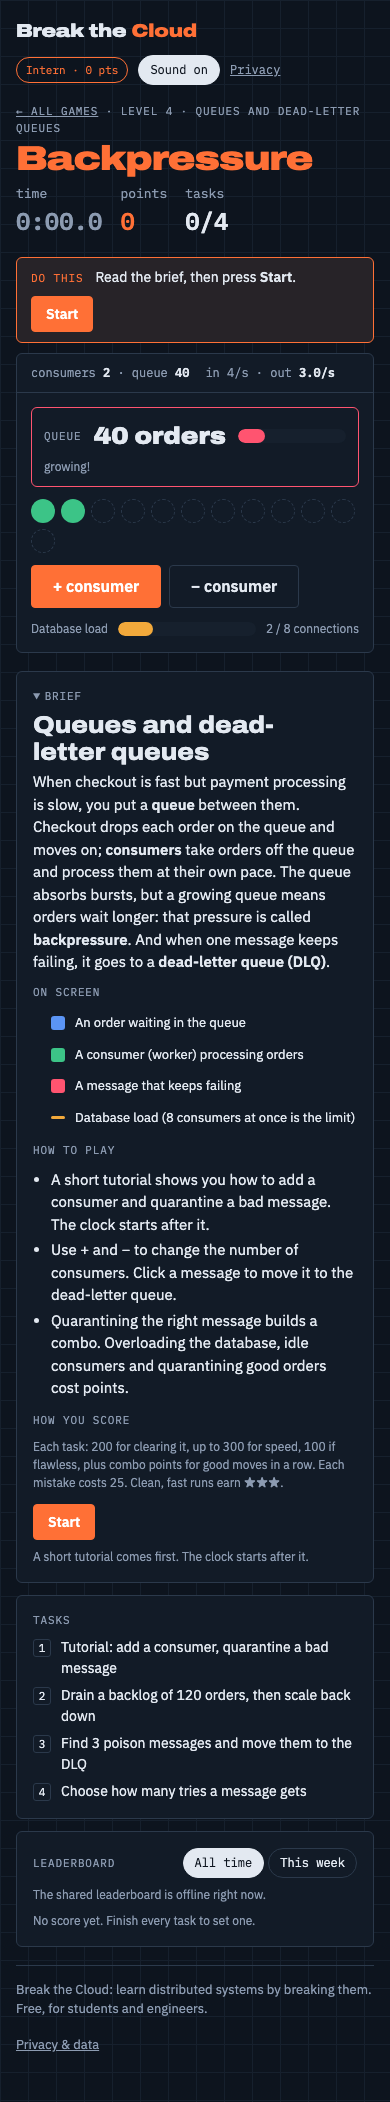 Break the Cloud
Intern · 0 pts
Sound on
Privacy
← ALL GAMES · LEVEL 4 · QUEUES AND DEAD-LETTER
QUEUES
Backpressure
time points tasks
0:00.0 0 0/4
DO THIS Read the brief, then press Start.
Start
consumers 2 · queue 40 in 4/s · out 3.0/s
QUEUE 40 orders
growing!
+ consumer
− consumer
Database load 2 / 8 connections
▼ BRIEF
Queues and dead-
letter queues
When checkout is fast but payment processing
is slow, you put a queue between them.
Checkout drops each order on the queue and
moves on; consumers take orders off the queue
and process them at their own pace. The queue
absorbs bursts, but a growing queue means
orders wait longer: that pressure is called
backpressure. And when one message keeps
failing, it goes to a dead-letter queue (DLQ).
ON SCREEN
An order waiting in the queue
A consumer (worker) processing orders
A message that keeps failing
Database load (8 consumers at once is the limit)
HOW TO PLAY
• A short tutorial shows you how to add a
consumer and quarantine a bad message.
The clock starts after it.
• Use + and − to change the number of
consumers. Click a message to move it to the
dead-letter queue.
• Quarantining the right message builds a
combo. Overloading the database, idle
consumers and quarantining good orders
cost points.
HOW YOU SCORE
Each task: 200 for clearing it, up to 300 for speed, 100 if
flawless, plus combo points for good moves in a row. Each
mistake costs 25. Clean, fast runs earn ★★★.
Start
A short tutorial comes first. The clock starts after it.
TASKS
1 Tutorial: add a consumer, quarantine a bad
message
2 Drain a backlog of 120 orders, then scale back
down
3 Find 3 poison messages and move them to the
DLQ
4 Choose how many tries a message gets
LEADERBOARD All time This week
The shared leaderboard is offline right now.
No score yet. Finish every task to set one.
Break the Cloud: learn distributed systems by breaking them.
Free, for students and engineers.
Privacy & data